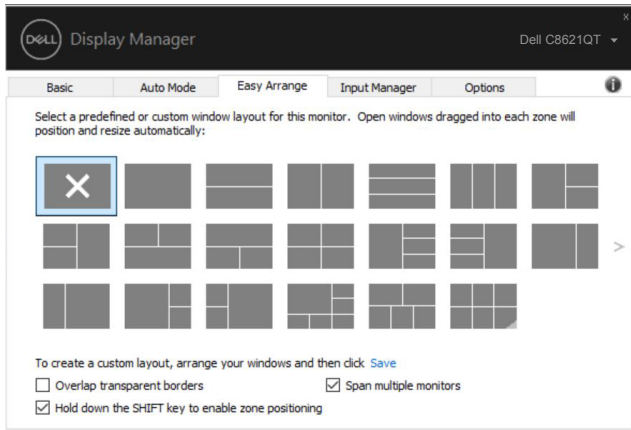 x
DELL Display Manager
Dell C8621QT
Basic
Auto Mode
Easy Arrange
Input Manager
Options
Select a predefined or custom window layout for this monitor. Open windows dragged into each zone will
position and resize automatically:
>
To create a custom layout, arrange your windows and then click Save
Overlap transparent borders
Span multiple monitors
Hold down the SHIFT key to enable zone positioning